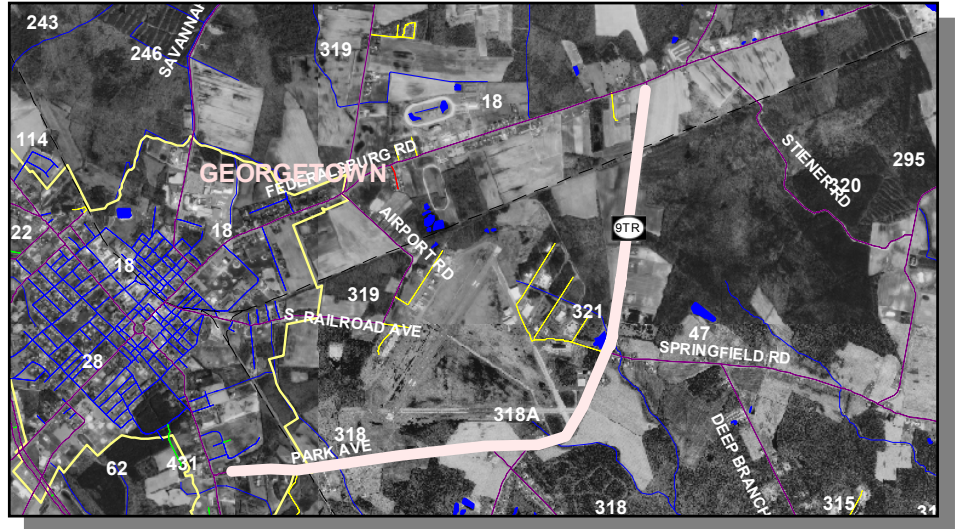 243
246
SAVANNAH
319
18
114
GEORGETOWN
FEDERALSBURG RD
STIENER RD
320
295
22
18
18
AIRPORT RD
9TR
319
S. RAILROAD AVE
321
47
SPRINGFIELD RD
28
318A
318
PARK AVE
DEEP BRANCH
62
431
318
315
31